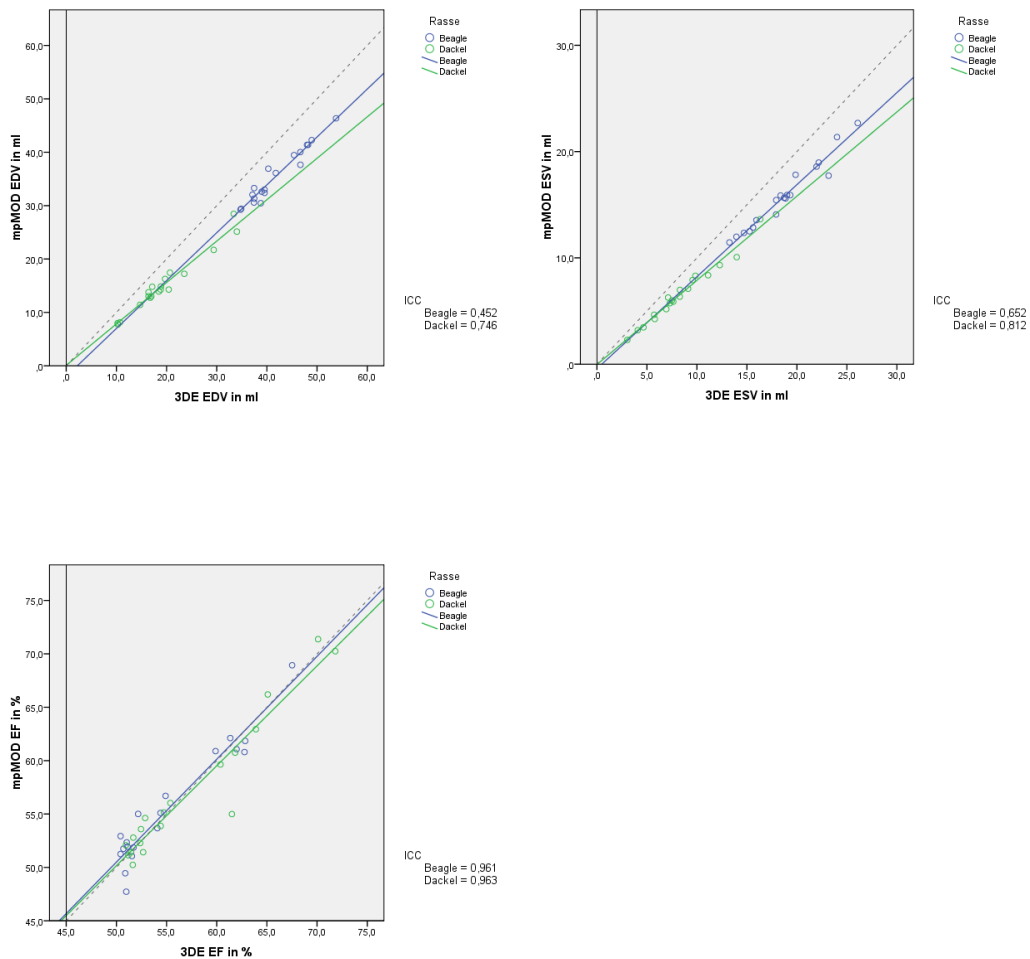 Rasse
Beagle
Dackel
Beagle
Dackel
60,0
50,0
40,0
30,0
20,0
10,0
,0
mpMOD EDV in ml
,0 10,0 20,0 30,0 40,0 50,0 60,0
3DE EDV in ml
ICC
Beagle = 0,452
Dackel = 0,746
Rasse
Beagle
Dackel
Beagle
Dackel
30,0
20,0
10,0
,0
mpMOD ESV in ml
,0 5,0 10,0 15,0 20,0 25,0 30,0
3DE ESV in ml
ICC
Beagle = 0,652
Dackel = 0,812
Rasse
Beagle
Dackel
Beagle
Dackel
75,0
70,0
65,0
60,0
55,0
50,0
45,0
mpMOD EF in %
45,0 50,0 55,0 60,0 65,0 70,0 75,0
3DE EF in %
ICC
Beagle = 0,961
Dackel = 0,963